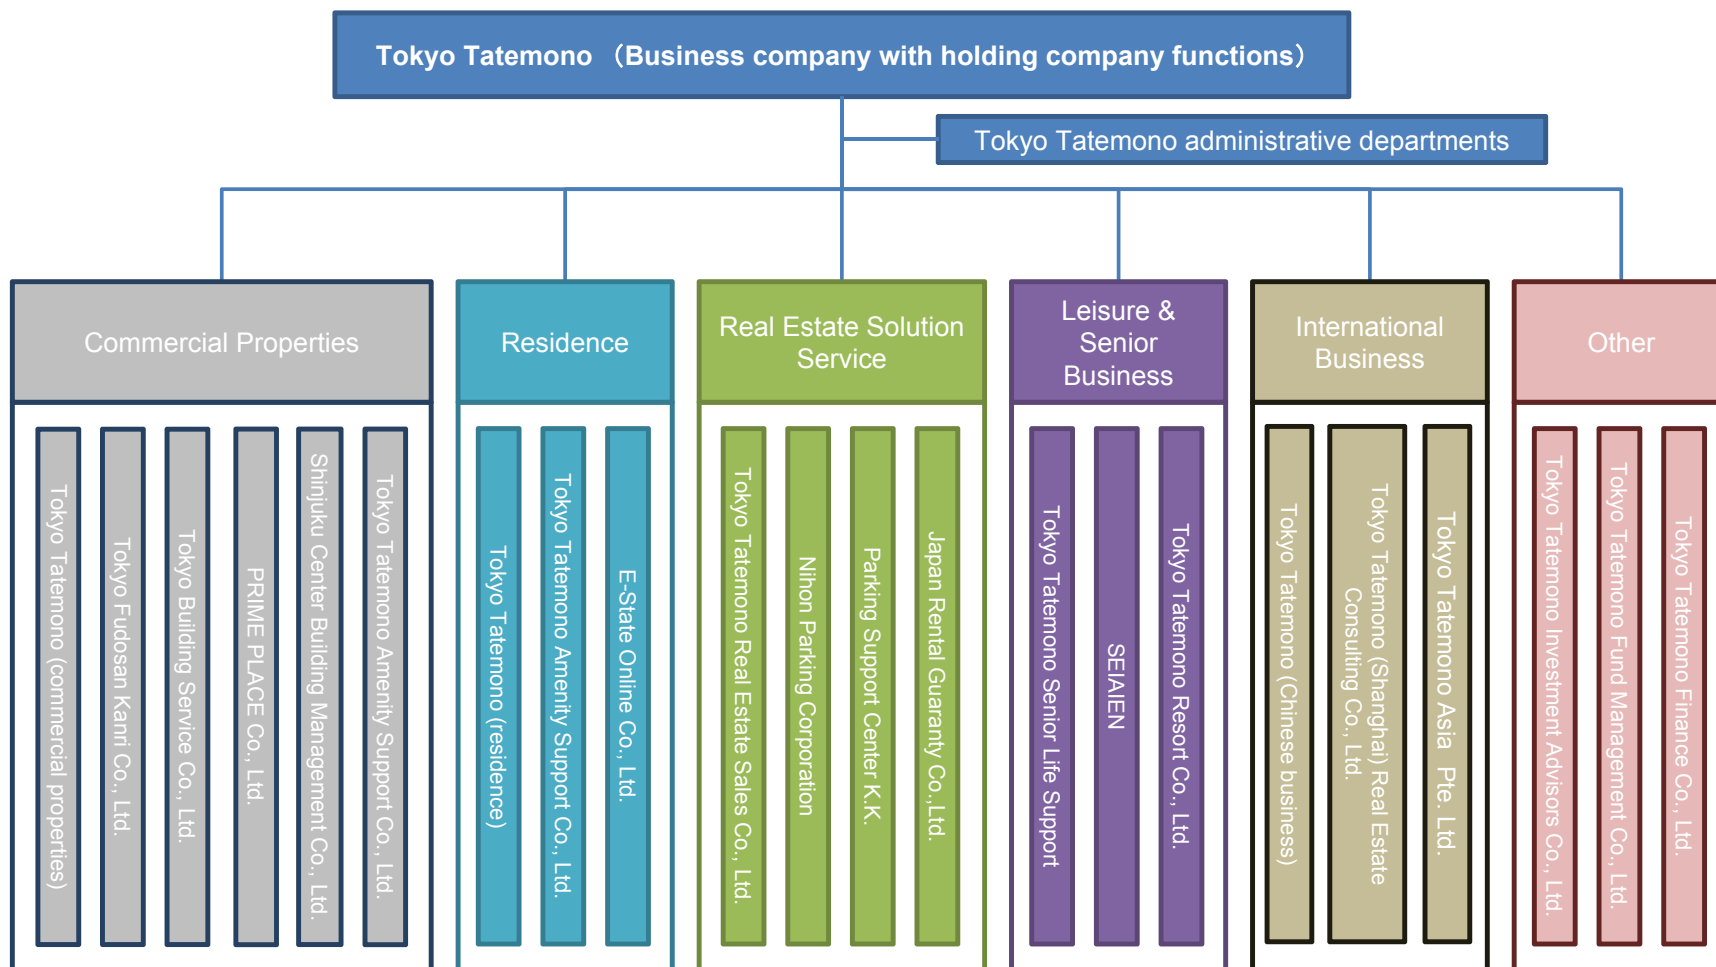 Tokyo Tatemono （Business company with holding company functions）
Tokyo Tatemono administrative departments
Commercial Properties
Tokyo Tatemono (commercial properties)
Tokyo Fudosan Kanri Co., Ltd.
Tokyo Building Service Co., Ltd.
PRIME PLACE Co., Ltd.
Shinjuku Center Building Management Co., Ltd.
Tokyo Tatemono Amenity Support Co., Ltd.
Residence
Tokyo Tatemono (residence)
Tokyo Tatemono Amenity Support Co., Ltd.
E-State Online Co., Ltd.
Real Estate Solution
Service
Tokyo Tatemono Real Estate Sales Co., Ltd.
Nihon Parking Corporation
Parking Support Center K.K.
Japan Rental Guaranty Co.,Ltd.
Leisure &
Senior
Business
Tokyo Tatemono Senior Life Support
SEIAIEN
Tokyo Tatemono Resort Co., Ltd.
International
Business
Tokyo Tatemono (Chinese business)
Tokyo Tatemono (Shanghai) Real Estate
Consulting Co., Ltd.
Tokyo Tatemono Asia Pte. Ltd.
Other
Tokyo Tatemono Investment Advisors Co., Ltd.
Tokyo Tatemono Fund Management Co., Ltd.
Tokyo Tatemono Finance Co., Ltd.